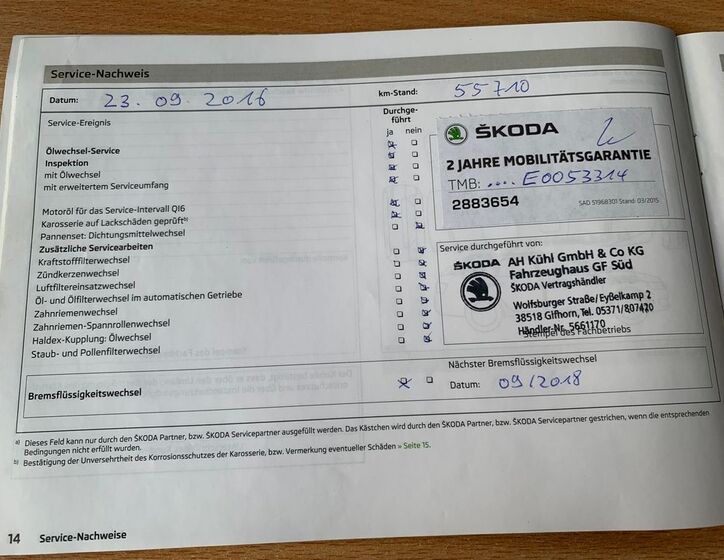 Service-Nachweis
Datum: 23.09.2016 km-Stand: 55710
Service-Ereignis
Durchge-
führt
ja nein
Ölwechsel-Service
Inspektion
mit Ölwechsel
mit erweitertem Serviceumfang
Motoröl für das Service-Intervall QI6
Karosserie auf Lackschäden geprüft b)
Pannenset: Dichtungsmittelwechsel
Zusätzliche Servicearbeiten
Kraftstofffilterwechsel
Zündkerzenwechsel
Luftfiltereinsatzwechsel
Öl- und Ölfilterwechsel im automatischen Getriebe
Zahnriemenwechsel
Zahnriemen-Spannrollenwechsel
Haldex-Kupplung: Ölwechsel
Staub- und Pollenfilterwechsel
ŠKODA
2 JAHRE MOBILITÄTSGARANTIE
TMB: .... E0053314
2883654
SAD 51968301 Stand: 03/2015
Service durchgeführt von:
ŠKODA AH Kühl GmbH & Co KG
Fahrzeughaus GF Süd
ŠKODA Vertragshändler
Wolfsburger Straße/Eyßelkamp 2
38518 Gifhorn, Tel. 05371/807420
Händler-Nr. 5661170
Stempel des Fachbetriebs
Bremsflüssigkeitswechsel
Nächster Bremsflüssigkeitswechsel
Datum: 09/2018
a) Dieses Feld kann nur durch den ŠKODA Partner, bzw. ŠKODA Servicepartner ausgefüllt werden. Das Kästchen wird durch den ŠKODA Partner, bzw. ŠKODA Servicepartner gestrichen, wenn die entsprechenden
Bedingungen nicht erfüllt wurden.
b) Bestätigung der Unversehrtheit des Korrosionsschutzes der Karosserie, bzw. Vermerkung eventueller Schäden » Seite 15.
14 Service-Nachweise